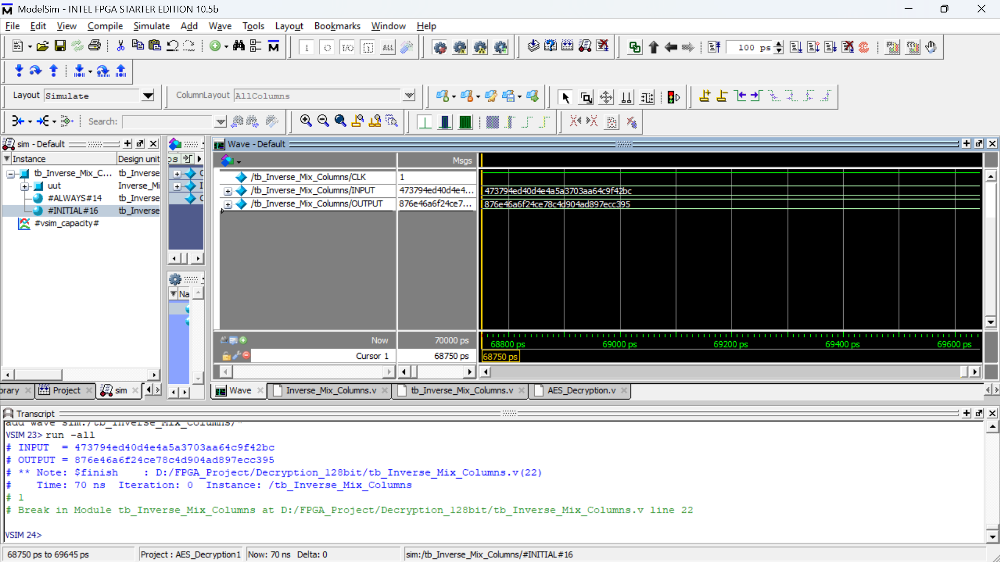 ModelSim - INTEL FPGA STARTER EDITION 10.5b
File Edit View Compile Simulate Add Wave Tools Layout Bookmarks Window Help
100 ps
Layout Simulate
ColumnLayout AllColumns
Search:
sim - Default
Instance Design unit
tb_Inverse_Mix_C... tb_Inverse
uut Inverse_Mi
#ALWAYS#14 tb_Inverse
#INITIAL#16 tb_Inverse
#vsim_capacity#
Na
Wave - Default
Msgs
/tb_Inverse_Mix_Columns/CLK 1
/tb_Inverse_Mix_Columns/INPUT 473794ed40d4e4... 473794ed40d4e4a5a3703aa64c9f42bc
/tb_Inverse_Mix_Columns/OUTPUT 876e46a6f24ce7... 876e46a6f24ce78c4d904ad897ecc395
Now 70000 ps
68800 ps 69000 ps 69200 ps 69400 ps 69600 ps
Cursor 1 68750 ps
68750 ps
brary Project sim
Wave Inverse_Mix_Columns.v tb_Inverse_Mix_Columns.v AES_Decryption.v
Transcript
add wave sim:/tb_Inverse_Mix_Columns/*
VSIM 23> run -all
# INPUT = 473794ed40d4e4a5a3703aa64c9f42bc
# OUTPUT = 876e46a6f24ce78c4d904ad897ecc395
# ** Note: $finish : D:/FPGA_Project/Decryption_128bit/tb_Inverse_Mix_Columns.v(22)
# Time: 70 ns Iteration: 0 Instance: /tb_Inverse_Mix_Columns
# 1
# Break in Module tb_Inverse_Mix_Columns at D:/FPGA_Project/Decryption_128bit/tb_Inverse_Mix_Columns.v line 22
VSIM 24>
68750 ps to 69645 ps
Project : AES_Decryption1
Now: 70 ns Delta: 0
sim:/tb_Inverse_Mix_Columns/#INITIAL#16